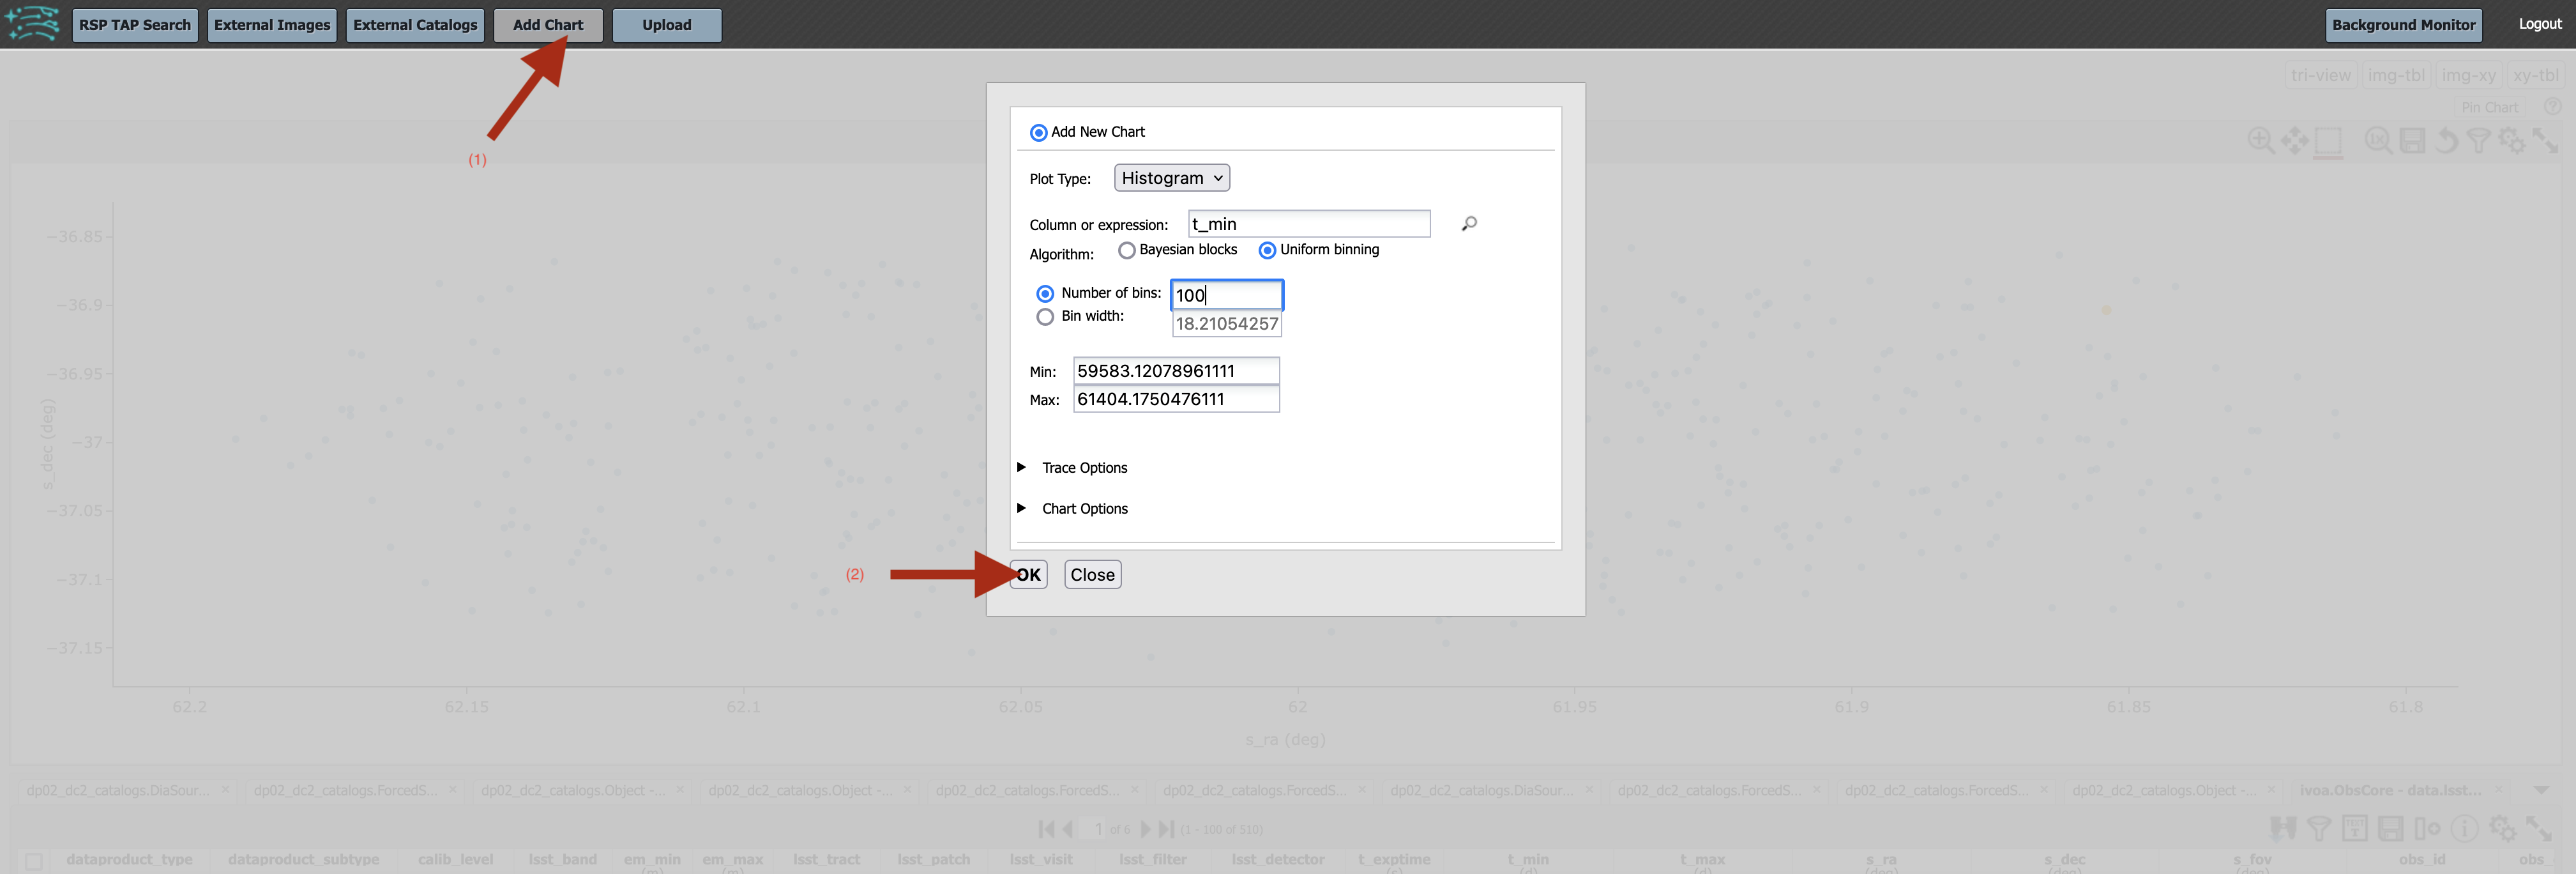 RSP TAP Search External Images External Catalogs Add Chart Upload Background Monitor Logout
tri-view img-tbl img-xy xy-tbl
Pin Chart
(1)
Add New Chart
Plot Type: Histogram
Column or expression: t_min
Algorithm: Bayesian blocks Uniform binning
Number of bins: 100
Bin width: 18.21054257
Min: 59583.12078961111
Max: 61404.1750476111
Trace Options
Chart Options
(2) OK Close
−36.85
−36.9
−36.95
−37
−37.05
−37.1
−37.15
s_dec (deg)
62.2 62.15 62.1 62.05 62 61.95 61.9 61.85 61.8
s_ra (deg)
dp02_dc2_catalogs.DiaSour... dp02_dc2_catalogs.ForcedS... dp02_dc2_catalogs.Object -... dp02_dc2_catalogs.Object -... dp02_dc2_catalogs.ForcedS... dp02_dc2_catalogs.ForcedS... dp02_dc2_catalogs.DiaSour... dp02_dc2_catalogs.ForcedS... dp02_dc2_catalogs.ForcedS... dp02_dc2_catalogs.Object -... ivoa.ObsCore - data.lsst...
1 of 6 (1 - 100 of 510)
dataproduct_type dataproduct_subtype calib_level lsst_band em_min em_max lsst_tract lsst_patch lsst_visit lsst_filter lsst_detector t_exptime t_min t_max s_ra s_dec s_fov obs_id
(m) (m) (s) (d) (d) (deg) (deg) (deg)